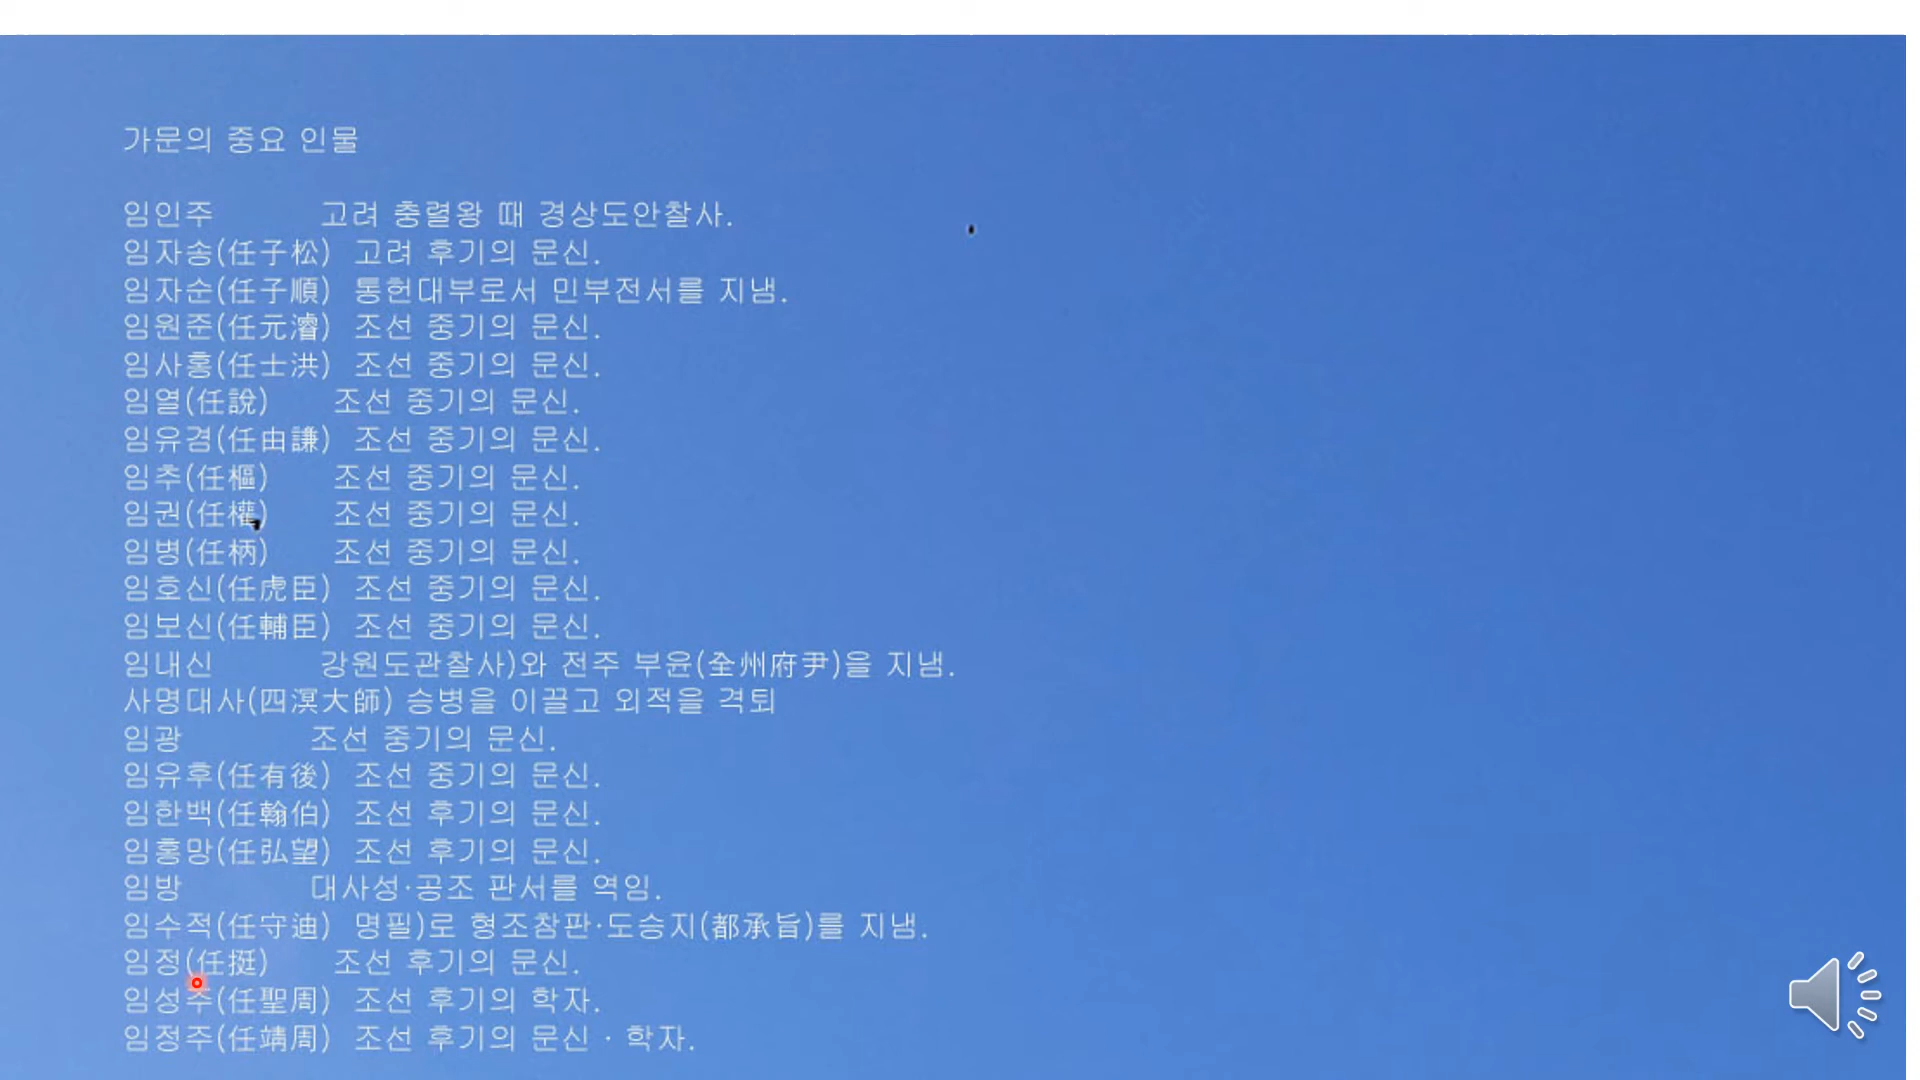 가문의 중요 인물
임인주 고려 충렬왕 때 경상도안찰사.
임자송(任子松) 고려 후기의 문신.
임자순(任子順) 통헌대부로서 민부전서를 지냄.
임원준(任元濬) 조선 중기의 문신.
임사홍(任士洪) 조선 중기의 문신.
임열(任說) 조선 중기의 문신.
임유겸(任由謙) 조선 중기의 문신.
임추(任樞) 조선 중기의 문신.
임권(任權) 조선 중기의 문신.
임병(任柄) 조선 중기의 문신.
임호신(任虎臣) 조선 중기의 문신.
임보신(任輔臣) 조선 중기의 문신.
임내신 강원도관찰사)와 전주 부윤(全州府尹)을 지냄.
사명대사(四溟大師) 승병을 이끌고 외적을 격퇴
임광 조선 중기의 문신.
임유후(任有後) 조선 중기의 문신.
임한백(任翰伯) 조선 후기의 문신.
임홍망(任弘望) 조선 후기의 문신.
임방 대사성·공조 판서를 역임.
임수적(任守迪) 명필)로 형조참판·도승지(都承旨)를 지냄.
임정(任挺) 조선 후기의 문신.
임성주(任聖周) 조선 후기의 학자.
임정주(任靖周) 조선 후기의 문신 · 학자.